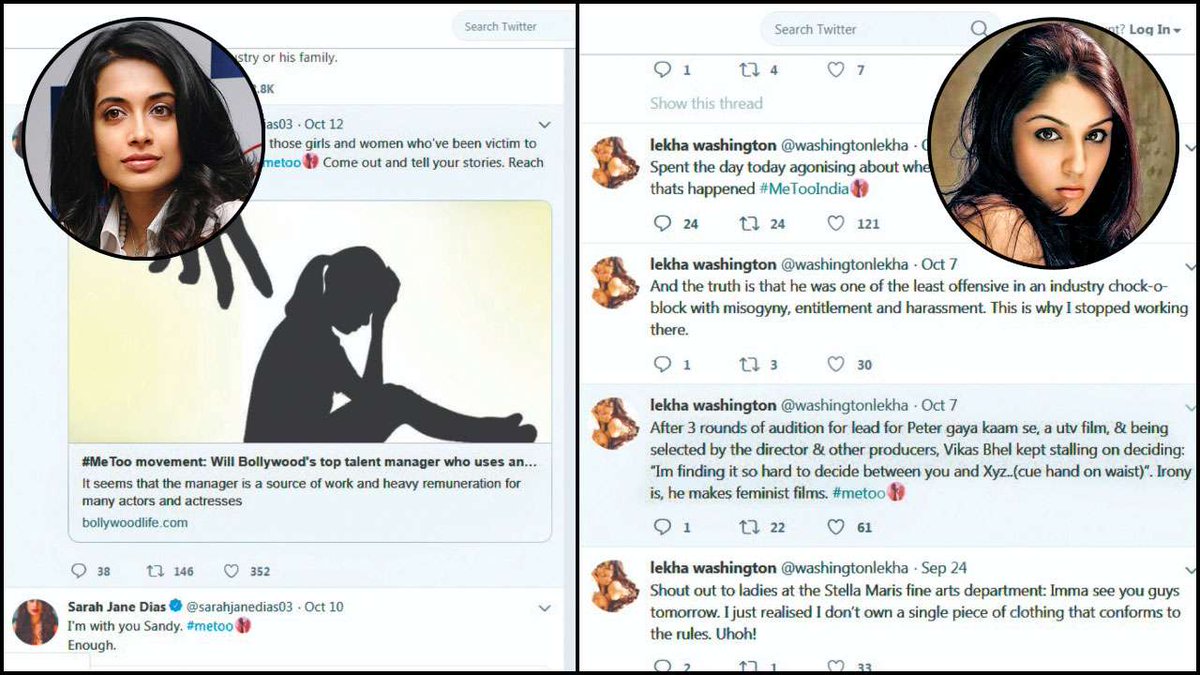 Search Twitter
stry or his family.
.8K
ias03 · Oct 12
those girls and women who've been victim to
metoo Come out and tell your stories. Reach
#MeToo movement: Will Bollywood's top talent manager who uses an...
It seems that the manager is a source of work and heavy remuneration for
many actors and actresses
bollywoodlife.com
38 146 352
Sarah Jane Dias @sarahjanedias03 · Oct 10
I'm with you Sandy. #metoo
Enough.
Search Twitter
nt? Log In
1 4 7
Show this thread
lekha washington @washingtonlekha ·
Spent the day today agonising about whe
thats happened #MeTooIndia
24 24 121
lekha washington @washingtonlekha · Oct 7
And the truth is that he was one of the least offensive in an industry chock-o-
block with misogyny, entitlement and harassment. This is why I stopped working
there.
1 3 30
lekha washington @washingtonlekha · Oct 7
After 3 rounds of audition for lead for Peter gaya kaam se, a utv film, & being
selected by the director & other producers, Vikas Bhel kept stalling on deciding:
“Im finding it so hard to decide between you and Xyz..(cue hand on waist)”. Irony
is, he makes feminist films. #metoo
1 22 61
lekha washington @washingtonlekha · Sep 24
Shout out to ladies at the Stella Maris fine arts department: Imma see you guys
tomorrow. I just realised I don’t own a single piece of clothing that conforms to
the rules. Uhoh!
2 1 33